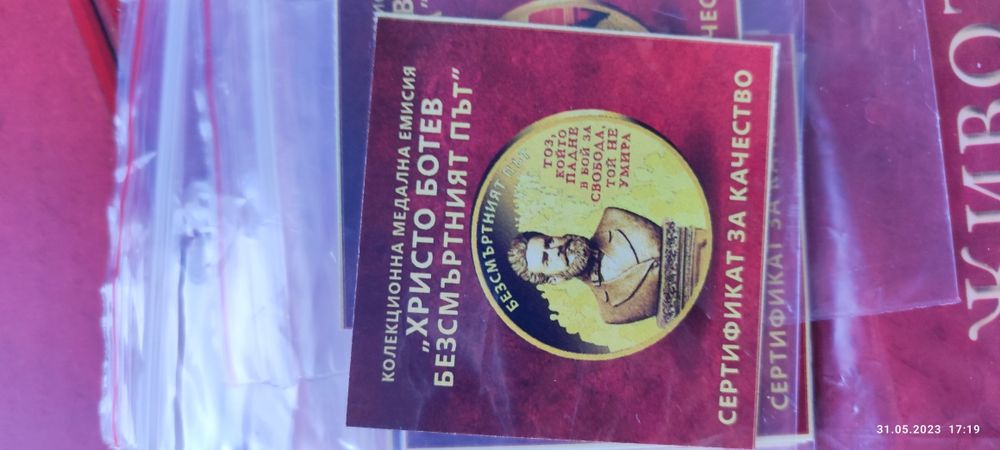 КОЛЕКЦИОННА МЕДАЛНА ЕМИСИЯ
„ХРИСТО БОТЕВ
БЕЗСМЪРТНИЯТ ПЪТ“
БЕЗСМЪРТНИЯТ ПЪТ
ТОЗ,
КОЙТО
ПАДНЕ
В БОЙ ЗА
СВОБОДА,
ТОЙ НЕ
УМИРА
СЕРТИФИКАТ ЗА КАЧЕСТВО
СЕРТИФИКАТ ЗА
31.05.2023 17:19